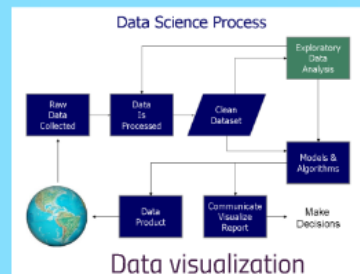 Data Science Process
Exploratory
Data
Analysis
Raw
Data
Collected
Data
Is
Processed
Clean
Dataset
Models &
Algorithms
Data
Product
Communicate
Visualize
Report
Make
Decisions
Data visualization